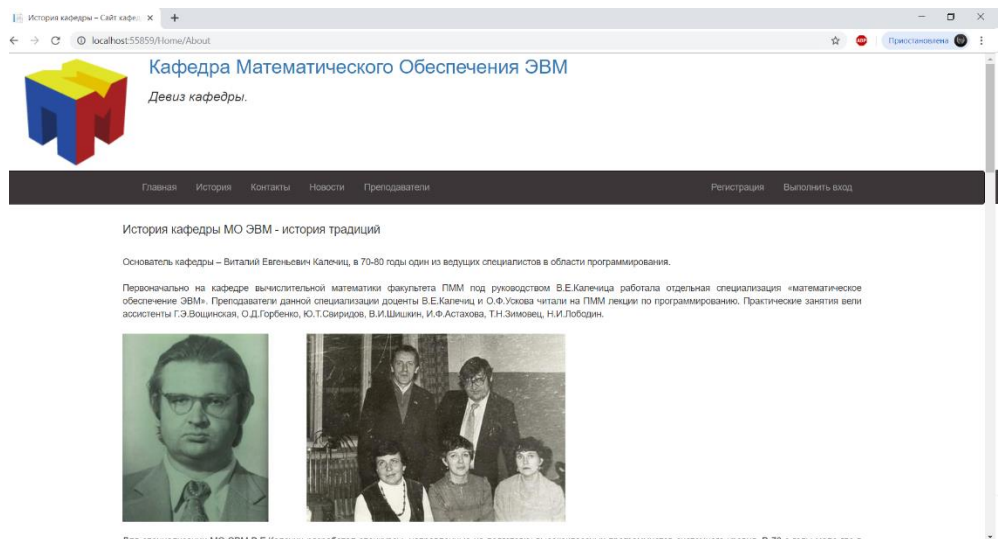 История кафедры – Сайт кафед
localhost:55859/Home/About
Приостановлена
Кафедра Математического Обеспечения ЭВМ
Девиз кафедры.
Главная История Контакты Новости Преподаватели Регистрация Выполнить вход
История кафедры МО ЭВМ - история традиций
Основатель кафедры – Виталий Евгеньевич Капечиц, в 70-80 годы один из ведущих специалистов в области программирования.
Первоначально на кафедре вычислительной математики факультета ПММ под руководством В.Е.Капечица работала отдельная специализация «математическое
обеспечение ЭВМ». Преподаватели данной специализации доценты В.Е.Капечиц и О.Ф.Ускова читали на ПММ лекции по программированию. Практические занятия вели
ассистенты Г.Э.Вощинская, О.Д.Горбенко, Ю.Т.Свиридов, В.И.Шишкин, И.Ф.Астахова, Т.Н.Зимовец, Н.И.Лободин.